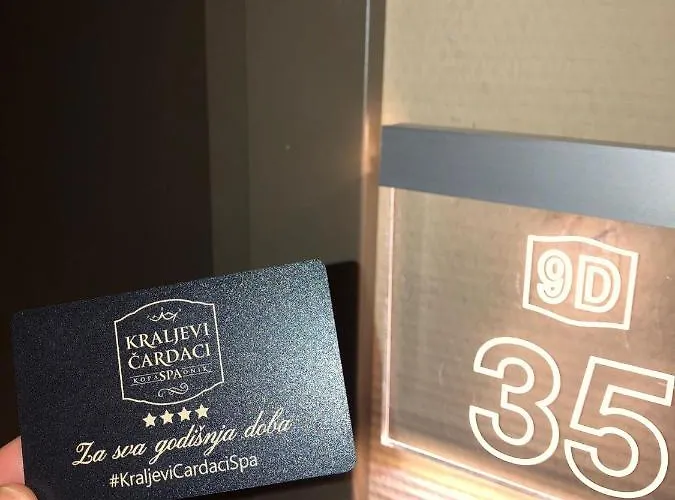 KRALJEVI
ČARDACI
KOPASPAONIK
Za sva godišnja doba
#KraljeviCardaciSpa
9D
35